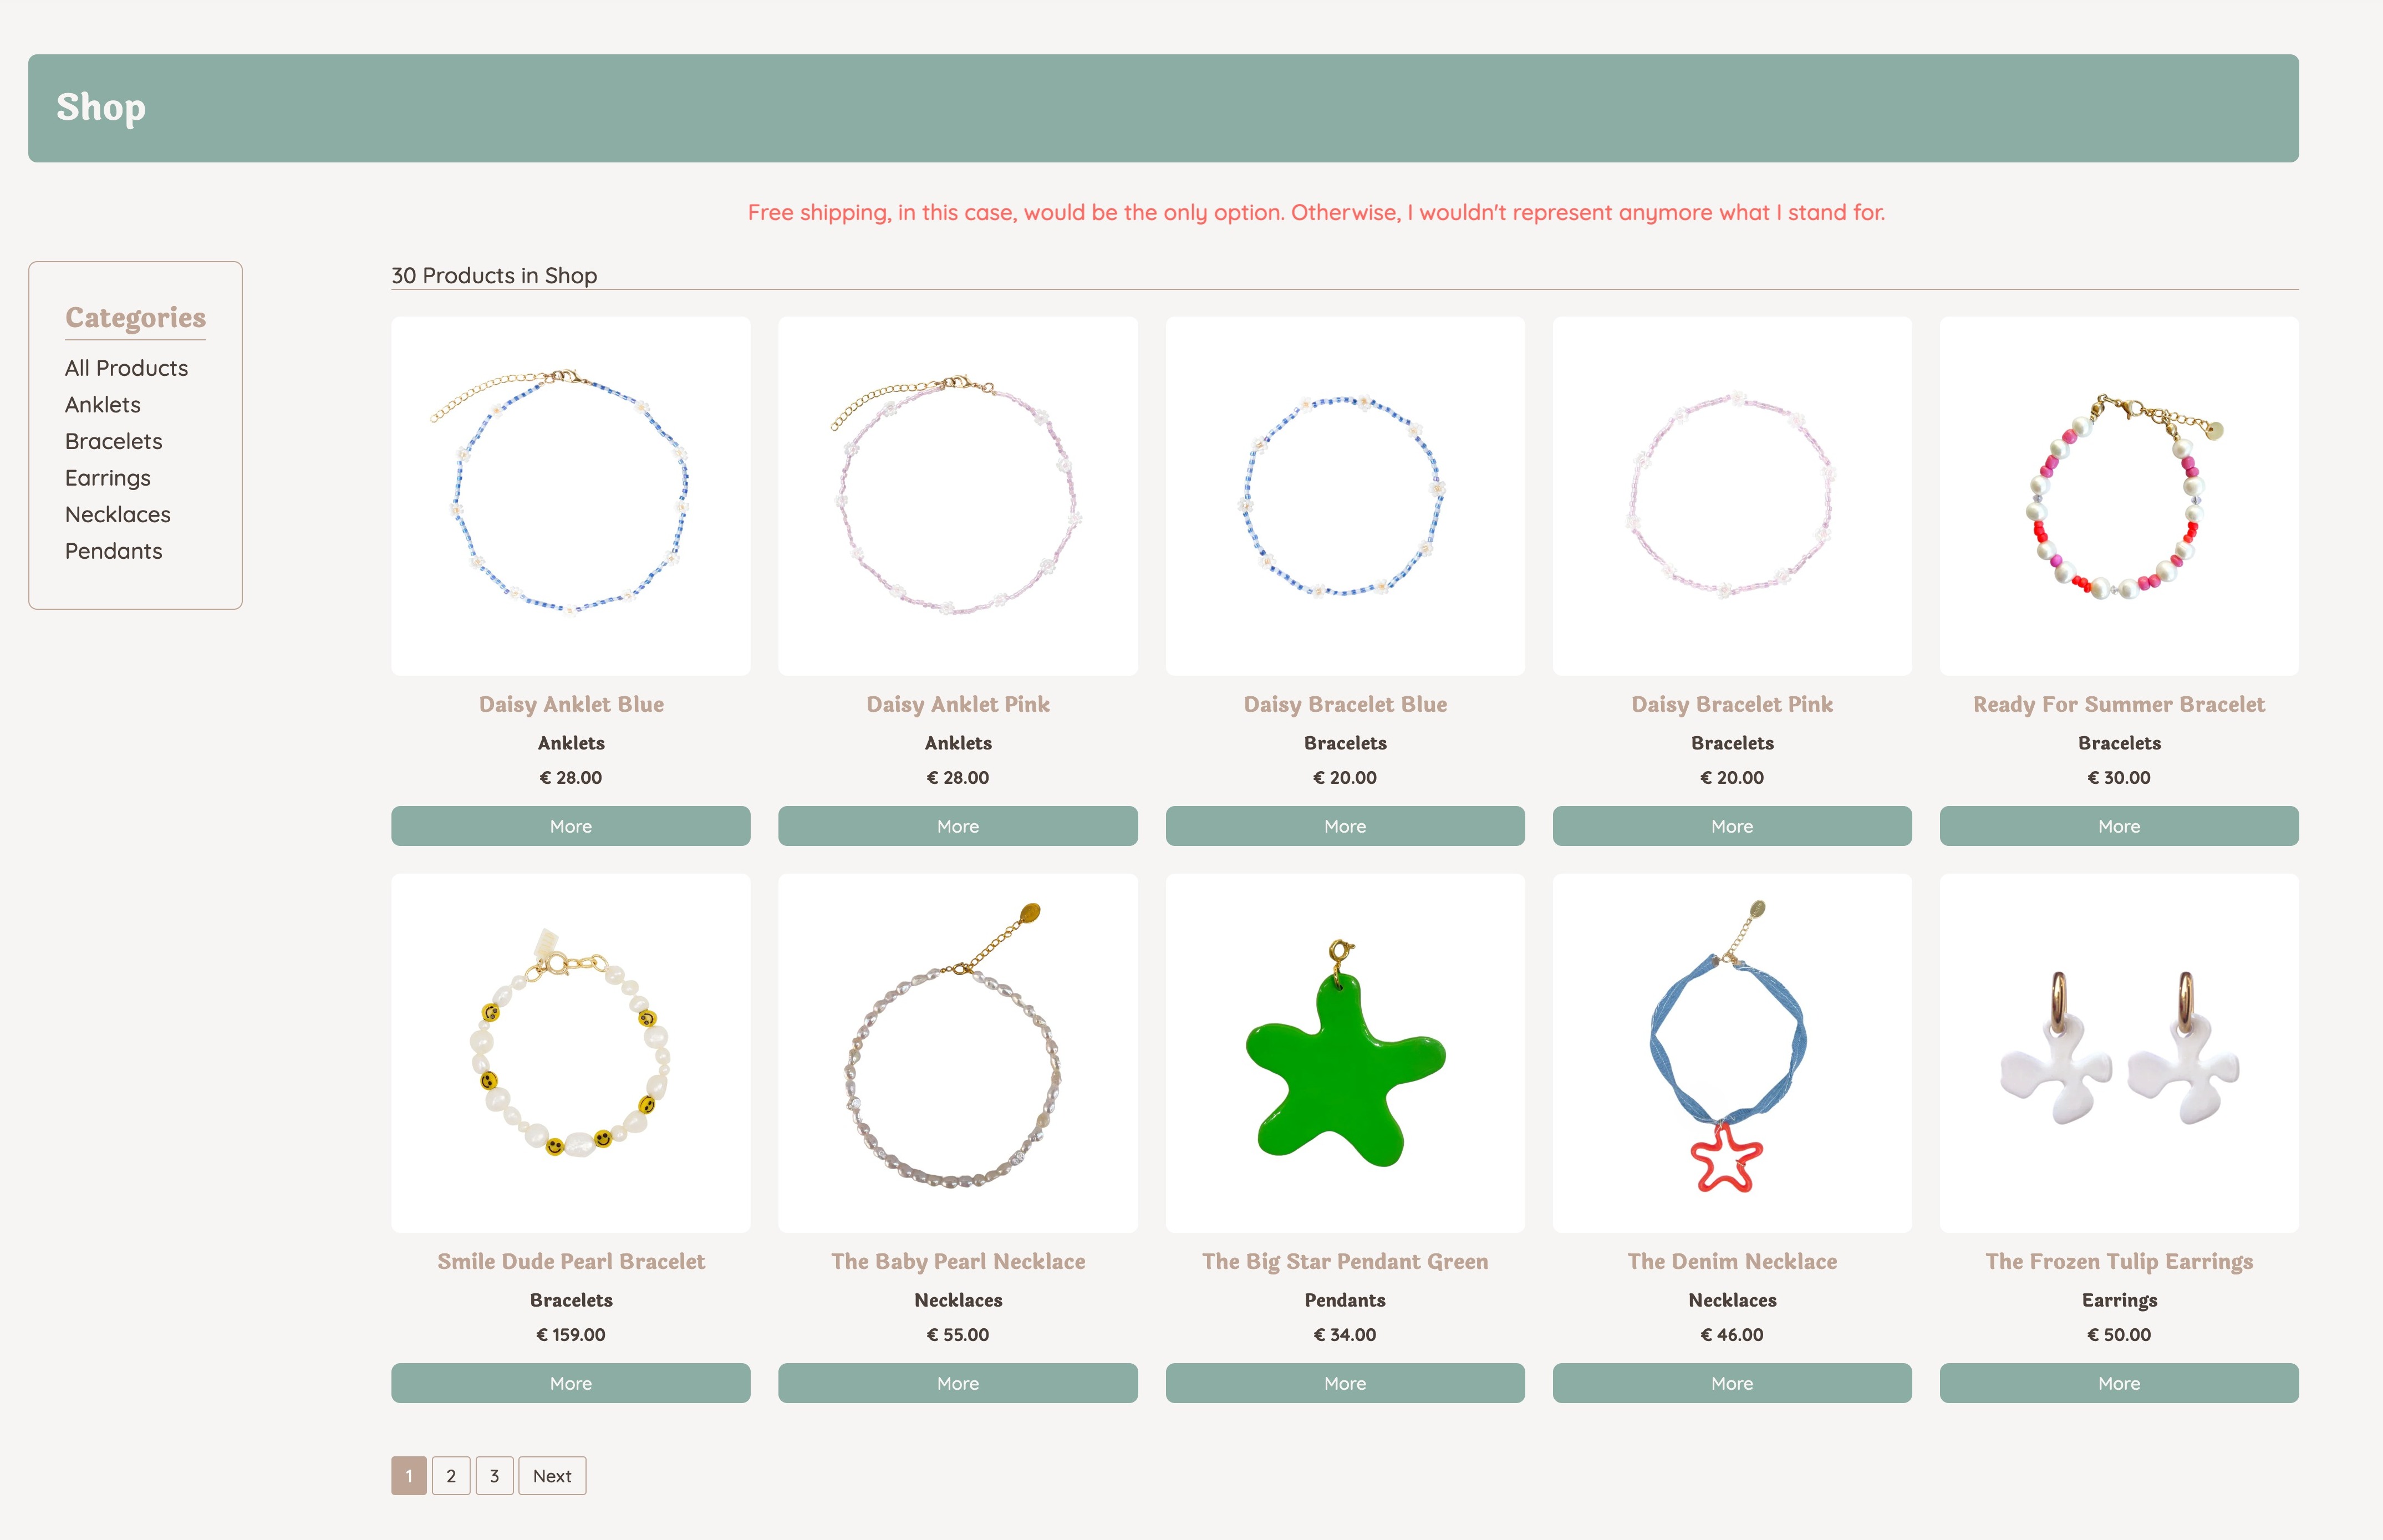 Shop
Free shipping, in this case, would be the only option. Otherwise, I wouldn't represent anymore what I stand for.
Categories
All Products
Anklets
Bracelets
Earrings
Necklaces
Pendants
30 Products in Shop
Daisy Anklet Blue
Anklets
€ 28.00
More
Daisy Anklet Pink
Anklets
€ 28.00
More
Daisy Bracelet Blue
Bracelets
€ 20.00
More
Daisy Bracelet Pink
Bracelets
€ 20.00
More
Ready For Summer Bracelet
Bracelets
€ 30.00
More
Smile Dude Pearl Bracelet
Bracelets
€ 159.00
More
The Baby Pearl Necklace
Necklaces
€ 55.00
More
The Big Star Pendant Green
Pendants
€ 34.00
More
The Denim Necklace
Necklaces
€ 46.00
More
The Frozen Tulip Earrings
Earrings
€ 50.00
More
1 2 3 Next